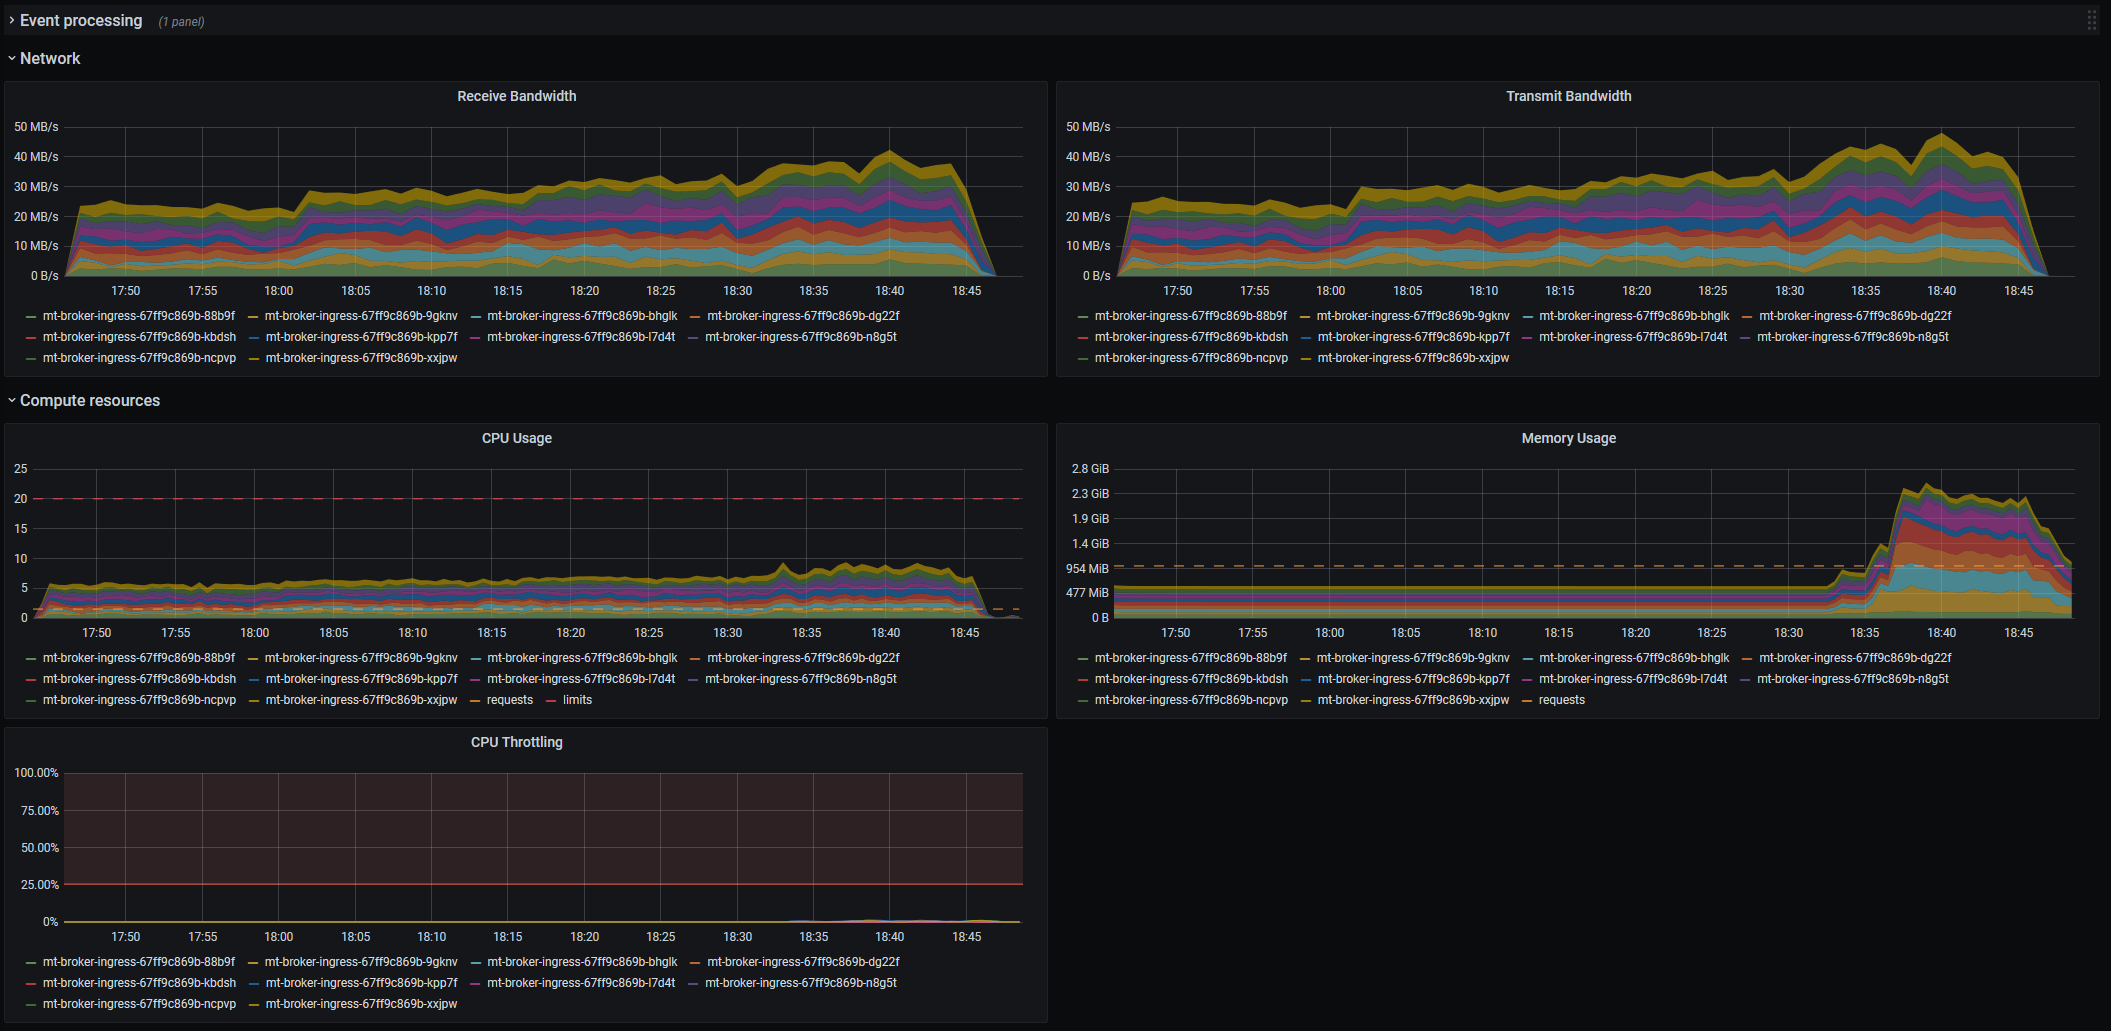 Event processing (1 panel)
Network
Receive Bandwidth
50 MB/s
40 MB/s
30 MB/s
20 MB/s
10 MB/s
0 B/s
17:50 17:55 18:00 18:05 18:10 18:15 18:20 18:25 18:30 18:35 18:40 18:45
mt-broker-ingress-67ff9c869b-88b9f mt-broker-ingress-67ff9c869b-9gknv mt-broker-ingress-67ff9c869b-bhglk mt-broker-ingress-67ff9c869b-dg22f
mt-broker-ingress-67ff9c869b-kbdsh mt-broker-ingress-67ff9c869b-kpp7f mt-broker-ingress-67ff9c869b-l7d4t mt-broker-ingress-67ff9c869b-n8g5t
mt-broker-ingress-67ff9c869b-ncpvp mt-broker-ingress-67ff9c869b-xxjpw
Transmit Bandwidth
50 MB/s
40 MB/s
30 MB/s
20 MB/s
10 MB/s
0 B/s
17:50 17:55 18:00 18:05 18:10 18:15 18:20 18:25 18:30 18:35 18:40 18:45
mt-broker-ingress-67ff9c869b-88b9f mt-broker-ingress-67ff9c869b-9gknv mt-broker-ingress-67ff9c869b-bhglk mt-broker-ingress-67ff9c869b-dg22f
mt-broker-ingress-67ff9c869b-kbdsh mt-broker-ingress-67ff9c869b-kpp7f mt-broker-ingress-67ff9c869b-l7d4t mt-broker-ingress-67ff9c869b-n8g5t
mt-broker-ingress-67ff9c869b-ncpvp mt-broker-ingress-67ff9c869b-xxjpw
Compute resources
CPU Usage
25
20
15
10
5
0
17:50 17:55 18:00 18:05 18:10 18:15 18:20 18:25 18:30 18:35 18:40 18:45
mt-broker-ingress-67ff9c869b-88b9f mt-broker-ingress-67ff9c869b-9gknv mt-broker-ingress-67ff9c869b-bhglk mt-broker-ingress-67ff9c869b-dg22f
mt-broker-ingress-67ff9c869b-kbdsh mt-broker-ingress-67ff9c869b-kpp7f mt-broker-ingress-67ff9c869b-l7d4t mt-broker-ingress-67ff9c869b-n8g5t
mt-broker-ingress-67ff9c869b-ncpvp mt-broker-ingress-67ff9c869b-xxjpw requests limits
Memory Usage
2.8 GiB
2.3 GiB
1.9 GiB
1.4 GiB
954 MiB
477 MiB
0 B
17:50 17:55 18:00 18:05 18:10 18:15 18:20 18:25 18:30 18:35 18:40 18:45
mt-broker-ingress-67ff9c869b-88b9f mt-broker-ingress-67ff9c869b-9gknv mt-broker-ingress-67ff9c869b-bhglk mt-broker-ingress-67ff9c869b-dg22f
mt-broker-ingress-67ff9c869b-kbdsh mt-broker-ingress-67ff9c869b-kpp7f mt-broker-ingress-67ff9c869b-l7d4t mt-broker-ingress-67ff9c869b-n8g5t
mt-broker-ingress-67ff9c869b-ncpvp mt-broker-ingress-67ff9c869b-xxjpw requests
CPU Throttling
100.00%
75.00%
50.00%
25.00%
0%
17:50 17:55 18:00 18:05 18:10 18:15 18:20 18:25 18:30 18:35 18:40 18:45
mt-broker-ingress-67ff9c869b-88b9f mt-broker-ingress-67ff9c869b-9gknv mt-broker-ingress-67ff9c869b-bhglk mt-broker-ingress-67ff9c869b-dg22f
mt-broker-ingress-67ff9c869b-kbdsh mt-broker-ingress-67ff9c869b-kpp7f mt-broker-ingress-67ff9c869b-l7d4t mt-broker-ingress-67ff9c869b-n8g5t
mt-broker-ingress-67ff9c869b-ncpvp mt-broker-ingress-67ff9c869b-xxjpw